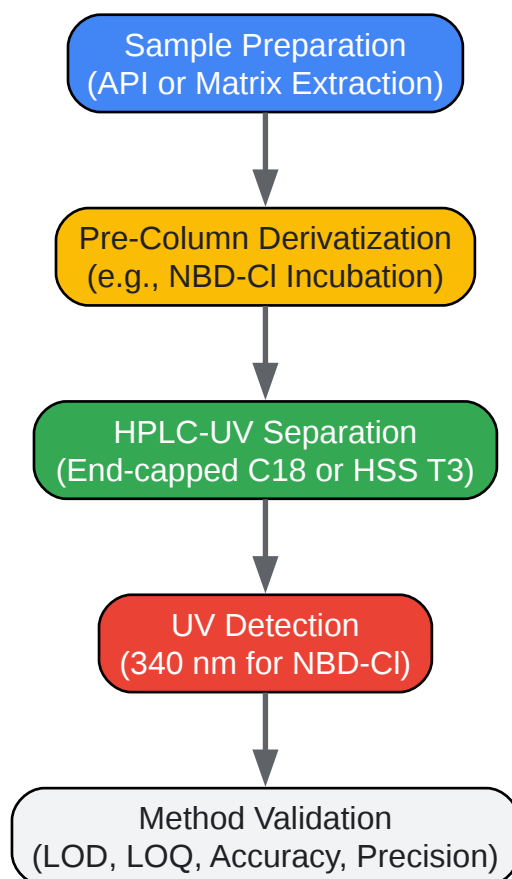 Sample Preparation
(API or Matrix Extraction)
Pre-Column Derivatization
(e.g., NBD-Cl Incubation)
HPLC-UV Separation
(End-capped C18 or HSS T3)
UV Detection
(340 nm for NBD-Cl)
Method Validation
(LOD, LOQ, Accuracy, Precision)